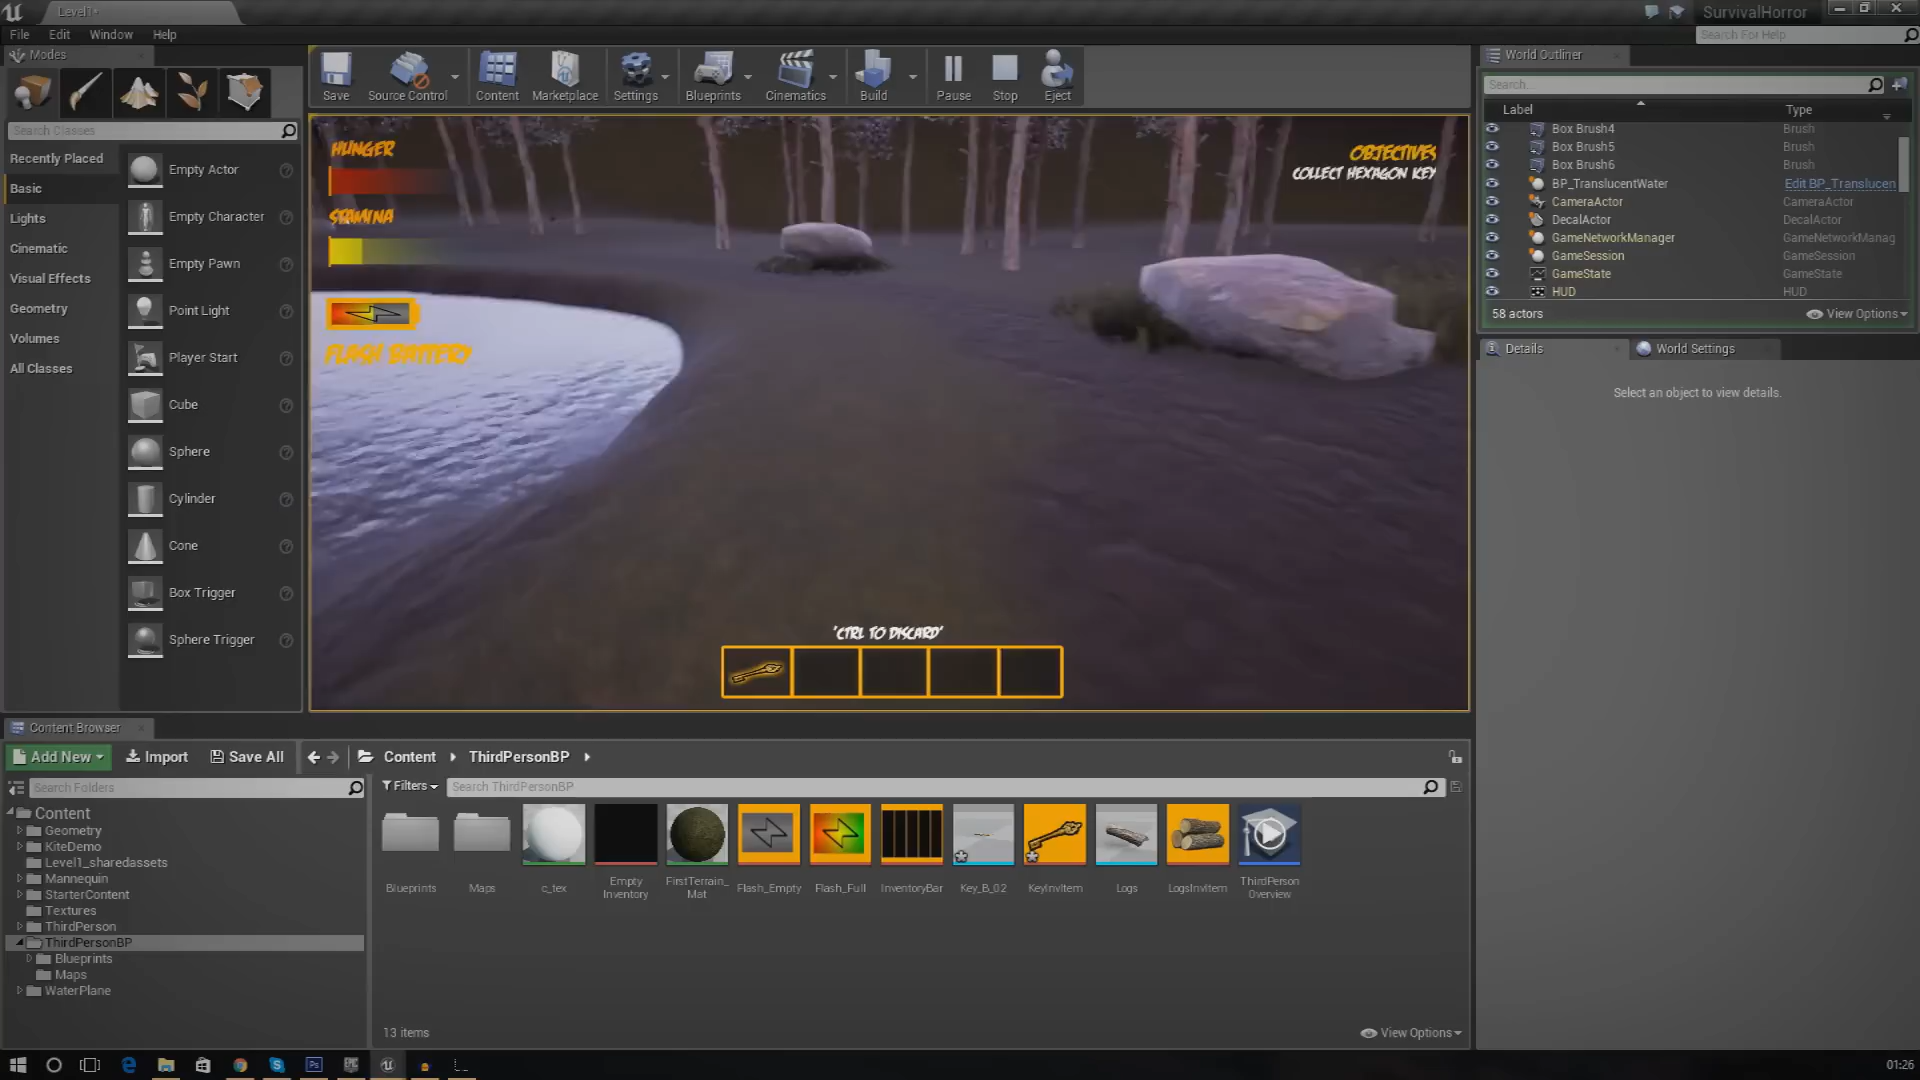 Level1*
SurvivalHorror
File Edit Window Help
Search For Help
Modes
Search Classes
Recently Placed
Basic
Lights
Cinematic
Visual Effects
Geometry
Volumes
All Classes
Empty Actor
Empty Character
Empty Pawn
Point Light
Player Start
Cube
Sphere
Cylinder
Cone
Box Trigger
Sphere Trigger
Save Source Control Content Marketplace Settings Blueprints Cinematics Build Pause Stop Eject
HUNGER
STAMINA
FLASH BATTERY
OBJECTIVES
COLLECT HEXAGON KEY
'CTRL TO DISCARD'
World Outliner
Search...
Label Type
Box Brush4 Brush
Box Brush5 Brush
Box Brush6 Brush
BP_TranslucentWater Edit BP_Translucen
CameraActor CameraActor
DecalActor DecalActor
GameNetworkManager GameNetworkManag
GameSession GameSession
GameState GameState
HUD HUD
58 actors View Options
Details World Settings
Select an object to view details.
Content Browser
Add New Import Save All Content ThirdPersonBP
Search Folders
Filters Search ThirdPersonBP
Content
Geometry
KiteDemo
Level1_sharedassets
Mannequin
StarterContent
Textures
ThirdPerson
ThirdPersonBP
Blueprints
Maps
WaterPlane
Blueprints Maps c_tex Empty Inventory FirstTerrain_Mat Flash_Empty Flash_Full InventoryBar Key_B_02 KeyInvItem Logs LogsInvItem ThirdPerson Overview
13 items View Options
01:26